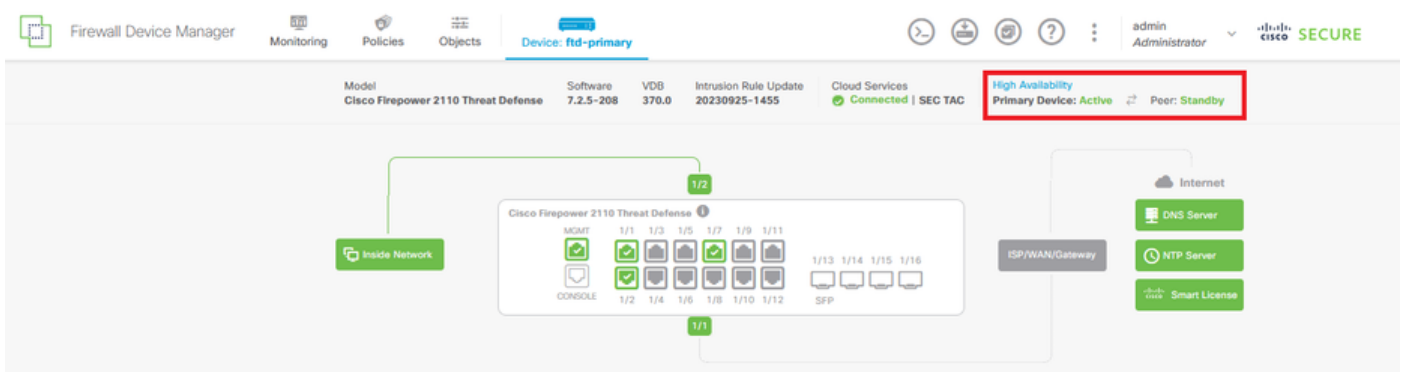 Firewall Device Manager
Monitoring
Policies
Objects
Device: ftd-primary
admin
Administrator
cisco SECURE
Model
Cisco Firepower 2110 Threat Defense
Software
7.2.5-208
VDB
370.0
Intrusion Rule Update
20230925-1455
Cloud Services
Connected | SEC TAC
High Availability
Primary Device: Active
Peer: Standby
1/2
Internet
Cisco Firepower 2110 Threat Defense
MGMT 1/1 1/3 1/5 1/7 1/9 1/11
DNS Server
Inside Network
1/13 1/14 1/15 1/16
ISP/WAN/Gateway
NTP Server
CONSOLE 1/2 1/4 1/6 1/8 1/10 1/12
SFP
cisco Smart License
1/1